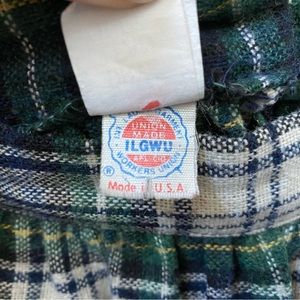 UNION
MADE
ILGWU
AFL CIO
WORKERS UNION
®
Made in U.S.A.